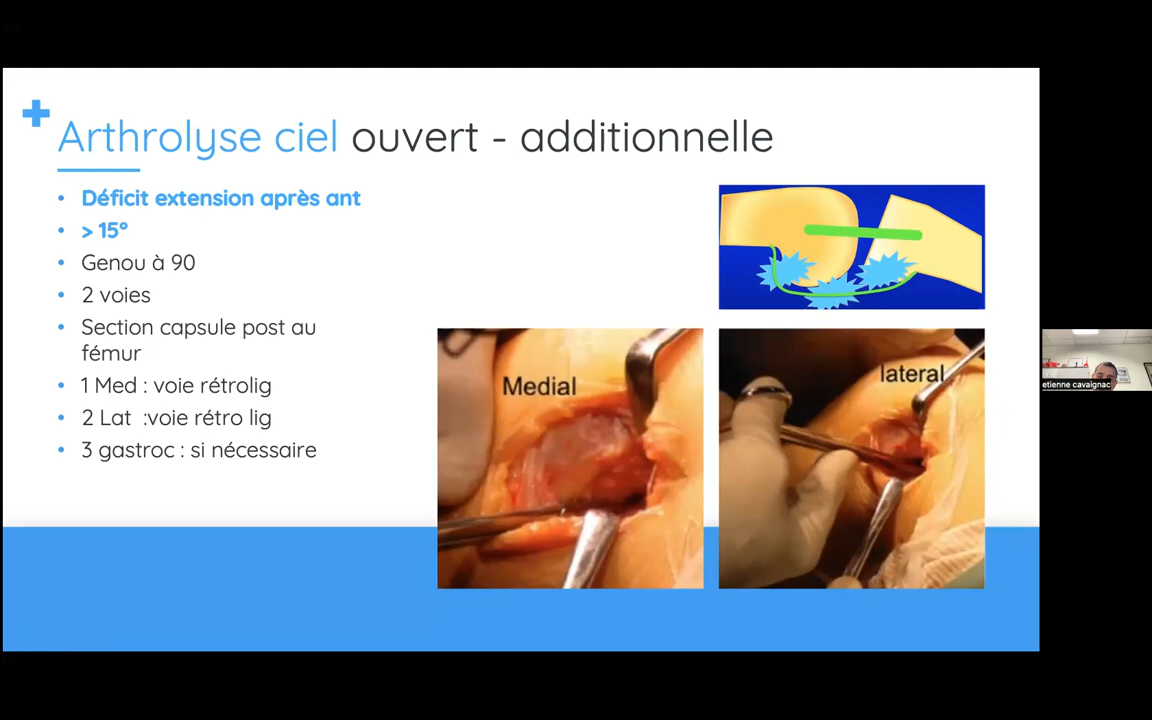 Arthrolyse ciel ouvert - additionnelle
• Déficit extension après ant
• > 15°
• Genou à 90
• 2 voies
• Section capsule post au
fémur
• 1 Med : voie rétrolig
• 2 Lat :voie rétro lig
• 3 gastroc : si nécessaire
Medial
lateral
etienne cavaignac